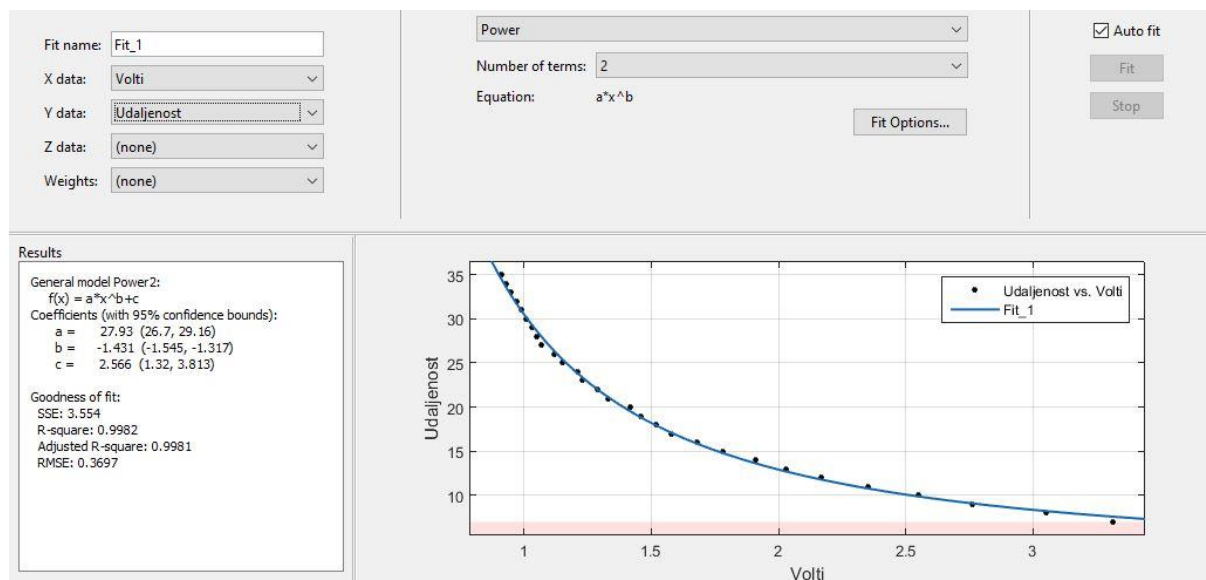 Fit name: Fit_1
X data: Volti
Y data: Udaljenost
Z data: (none)
Weights: (none)
Power
Number of terms: 2
Equation: a*x^b
Fit Options...
Auto fit
Fit
Stop
Results
General model Power2:
f(x) = a*x^b+c
Coefficients (with 95% confidence bounds):
a = 27.93 (26.7, 29.16)
b = -1.431 (-1.545, -1.317)
c = 2.566 (1.32, 3.813)
Goodness of fit:
SSE: 3.554
R-square: 0.9982
Adjusted R-square: 0.9981
RMSE: 0.3697
Udaljenost vs. Volti
Fit_1
Udaljenost
35
30
25
20
15
10
1 1.5 2 2.5 3
Volti